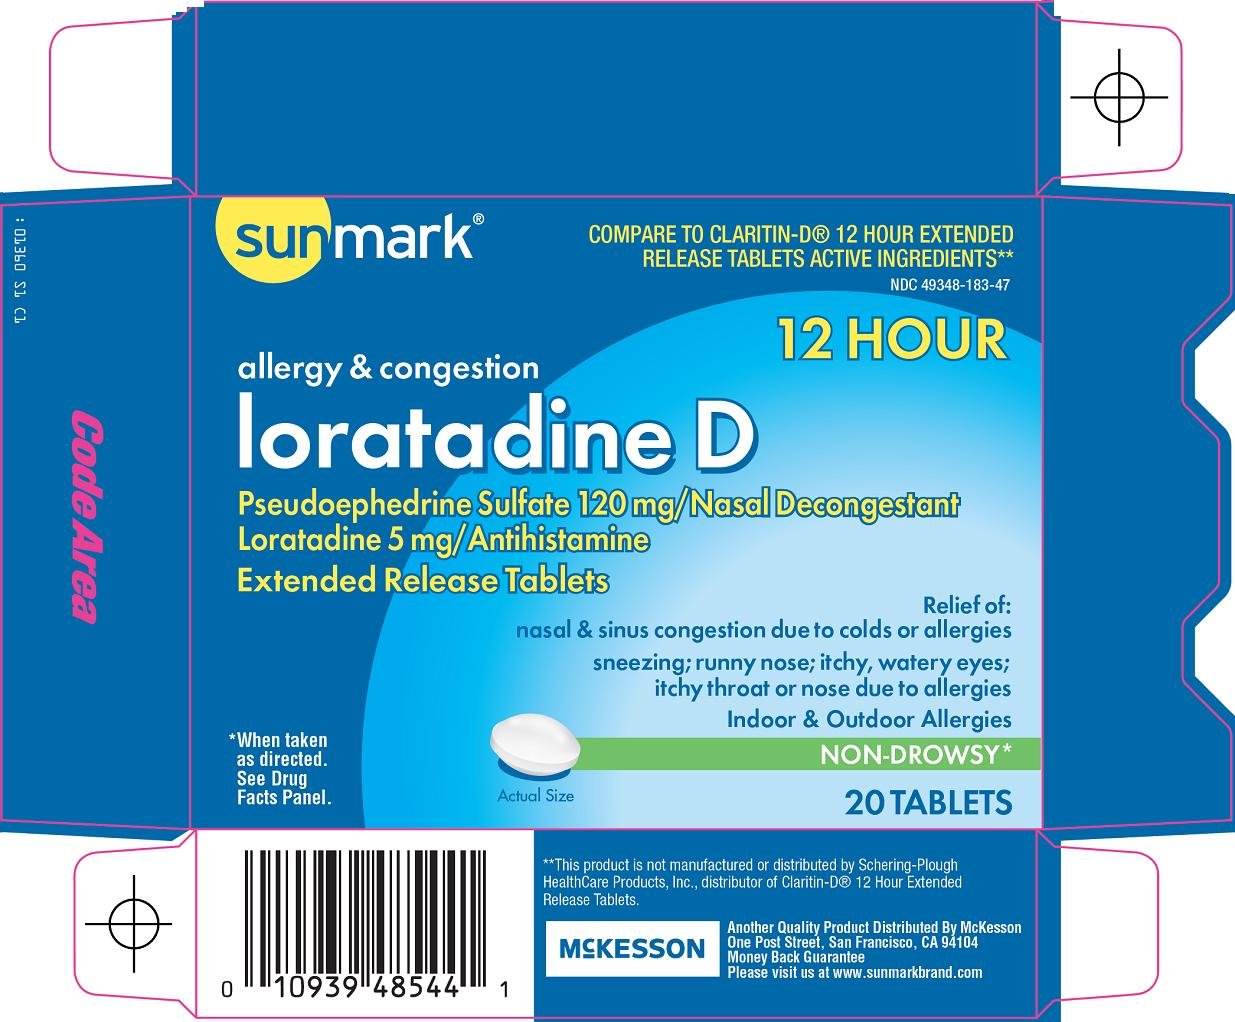 sunmark®
COMPARE TO CLARITIN-D® 12 HOUR EXTENDED
RELEASE TABLETS ACTIVE INGREDIENTS**
NDC 49348-183-47
12 HOUR
allergy & congestion
loratadine D
Pseudoephedrine Sulfate 120 mg/Nasal Decongestant
Loratadine 5 mg/Antihistamine
Extended Release Tablets
Relief of:
nasal & sinus congestion due to colds or allergies
sneezing; runny nose; itchy, watery eyes;
itchy throat or nose due to allergies
Indoor & Outdoor Allergies
NON-DROWSY*
20 TABLETS
Actual Size
*When taken
as directed.
See Drug
Facts Panel.
Code Area
**This product is not manufactured or distributed by Schering-Plough
HealthCare Products, Inc., distributor of Claritin-D® 12 Hour Extended
Release Tablets.
McKESSON
Another Quality Product Distributed By McKesson
One Post Street, San Francisco, CA 94104
Money Back Guarantee
Please visit us at www.sunmarkbrand.com
0 10939 48544 1